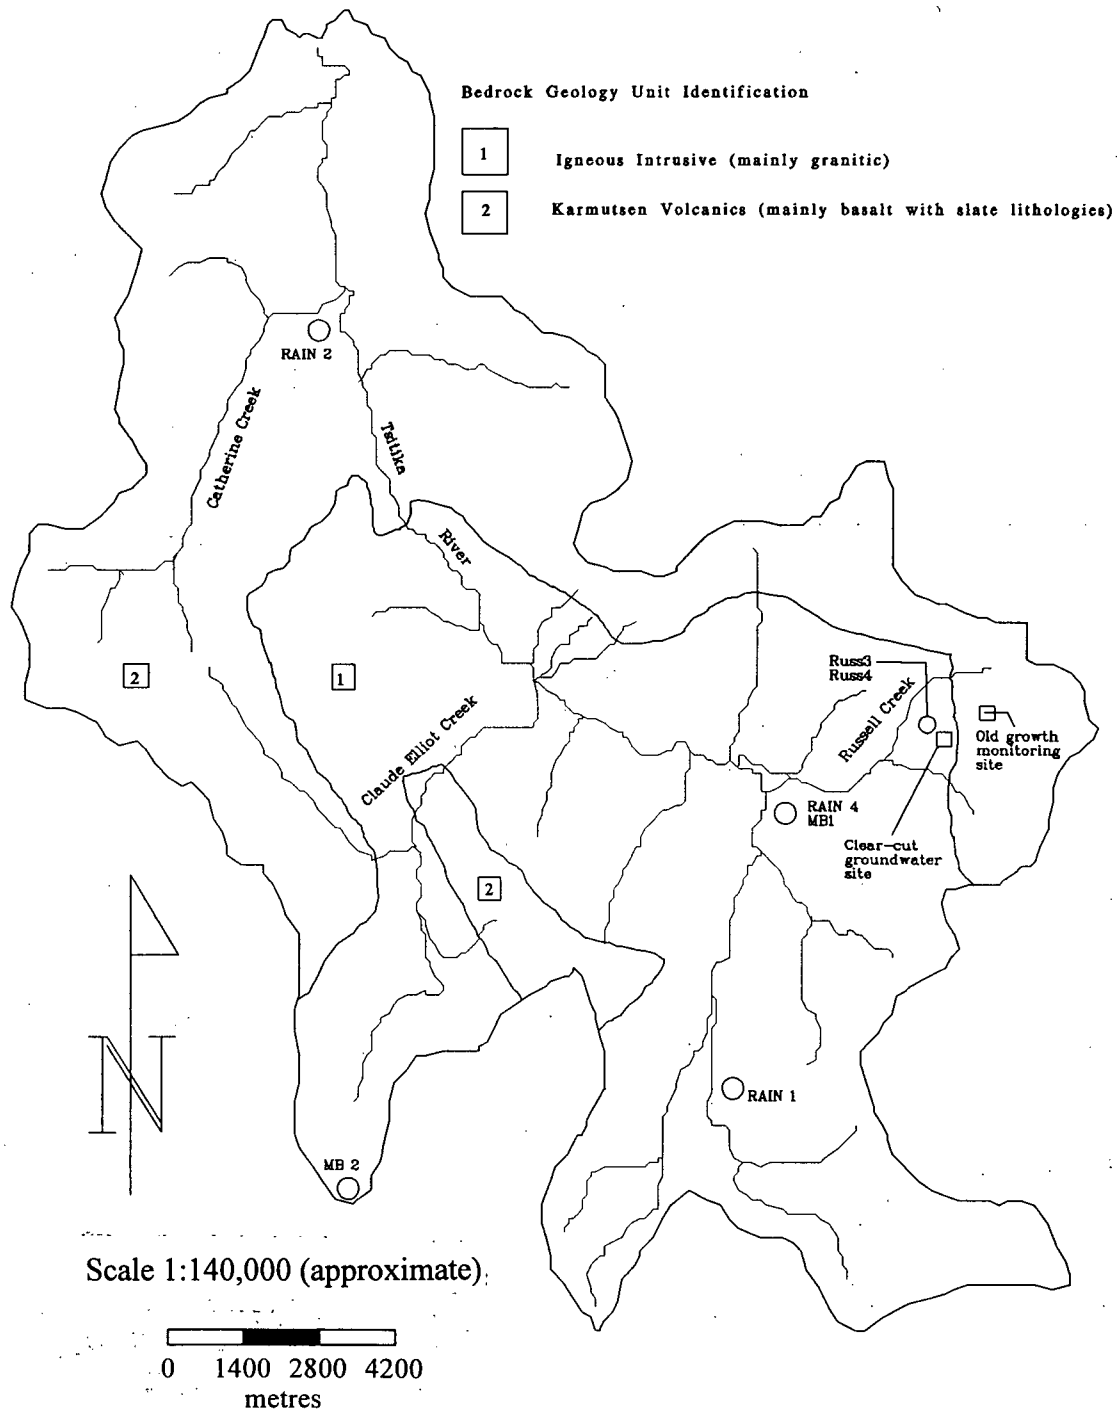 Bedrock Geology Unit Identification
1
Igneous Intrusive (mainly granitic)
2
Karmutsen Volcanics (mainly basalt with slate lithologies)
RAIN 2
Catherine Creek
Tsitika
River
2
1
Claude Elliot Creek
Russ3
Russ4
Russell Creek
Old growth
monitoring
site
RAIN 4
MB1
Clear-cut
groundwater
site
2
N
RAIN 1
MB 2
Scale 1:140,000 (approximate)
0 1400 2800 4200
metres